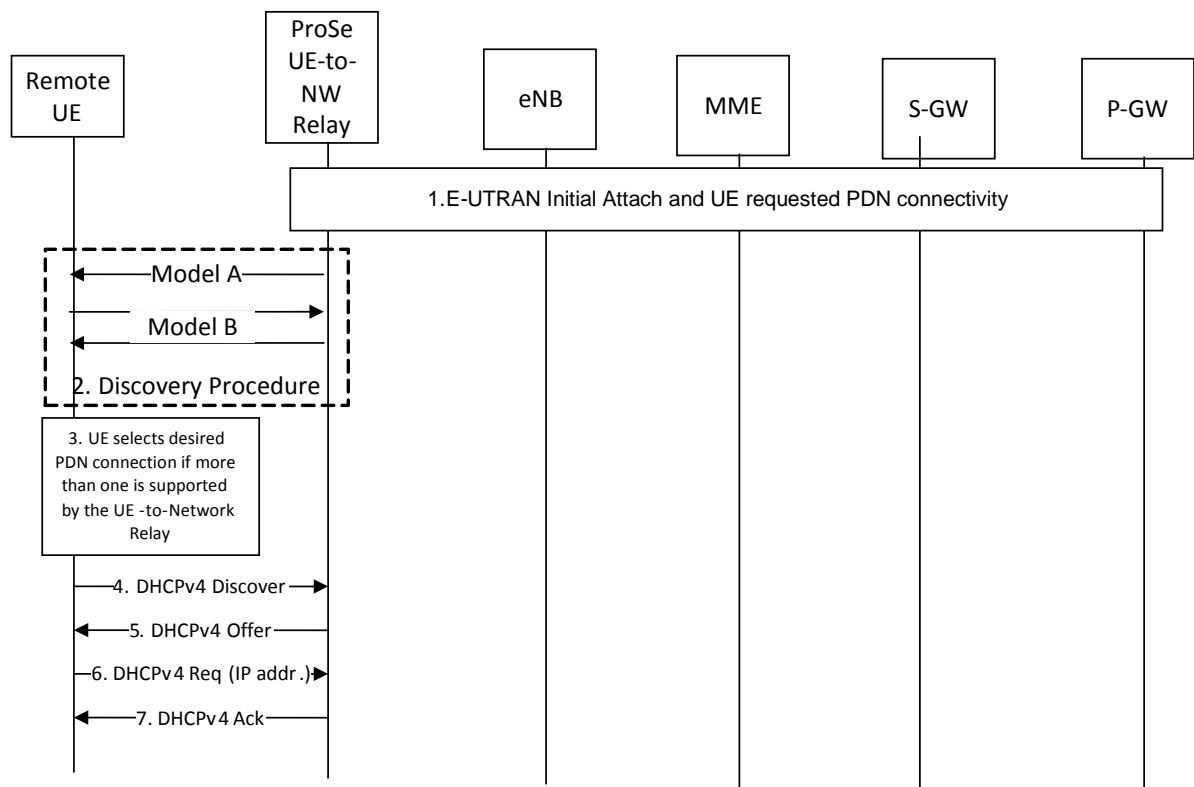 Remote
UE
ProSe
UE-to-
NW
Relay
eNB
MME
S-GW
P-GW
1.E-UTRAN Initial Attach and UE requested PDN connectivity
Model A
Model B
2. Discovery Procedure
3. UE selects desired
PDN connection if more
than one is supported
by the UE -to-Network
Relay
4. DHCPv4 Discover
5. DHCPv4 Offer
6. DHCPv4 Req (IP addr.)
7. DHCPv4 Ack